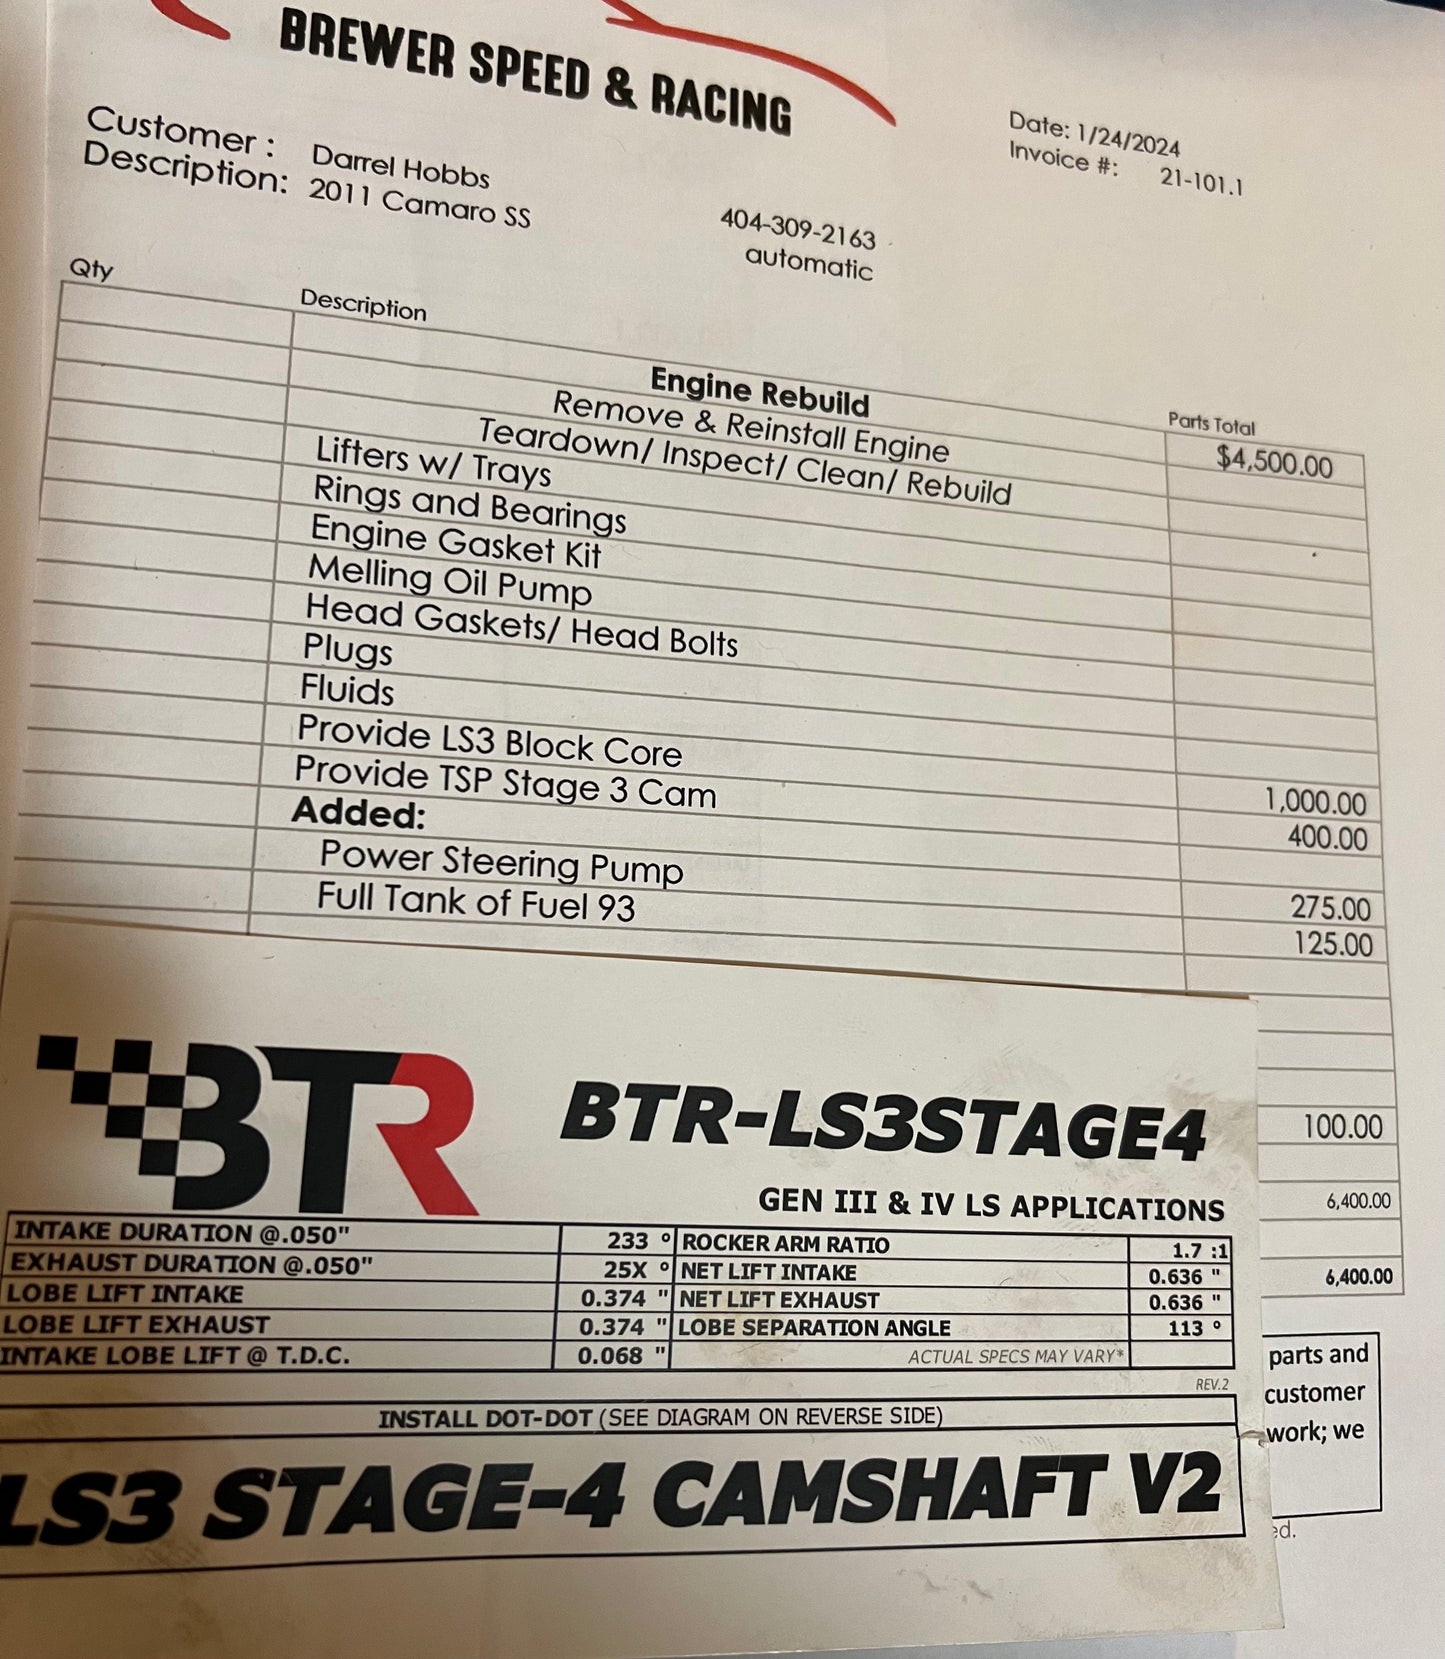 BREWER SPEED & RACING
Date: 1/24/2024
Invoice #: 21-101.1
Customer : Darrel Hobbs
Description: 2011 Camaro SS
404-309-2163
automatic
Qty Description Parts Total
Engine Rebuild $4,500.00
Remove & Reinstall Engine
Teardown/ Inspect/ Clean/ Rebuild
Lifters w/ Trays
Rings and Bearings
Engine Gasket Kit
Melling Oil Pump
Head Gaskets/ Head Bolts
Plugs
Fluids
Provide LS3 Block Core 1,000.00
Provide TSP Stage 3 Cam 400.00
Added:
Power Steering Pump 275.00
Full Tank of Fuel 93 125.00
100.00
6,400.00
6,400.00
parts and
customer
work; we
ed.
BTR
BTR-LS3STAGE4
GEN III & IV LS APPLICATIONS
INTAKE DURATION @.050" 233 º ROCKER ARM RATIO 1.7 :1
EXHAUST DURATION @.050" 25X º NET LIFT INTAKE 0.636 "
LOBE LIFT INTAKE 0.374 " NET LIFT EXHAUST 0.636 "
LOBE LIFT EXHAUST 0.374 " LOBE SEPARATION ANGLE 113 º
INTAKE LOBE LIFT @ T.D.C. 0.068 " ACTUAL SPECS MAY VARY*
REV.2
INSTALL DOT-DOT (SEE DIAGRAM ON REVERSE SIDE)
LS3 STAGE-4 CAMSHAFT V2